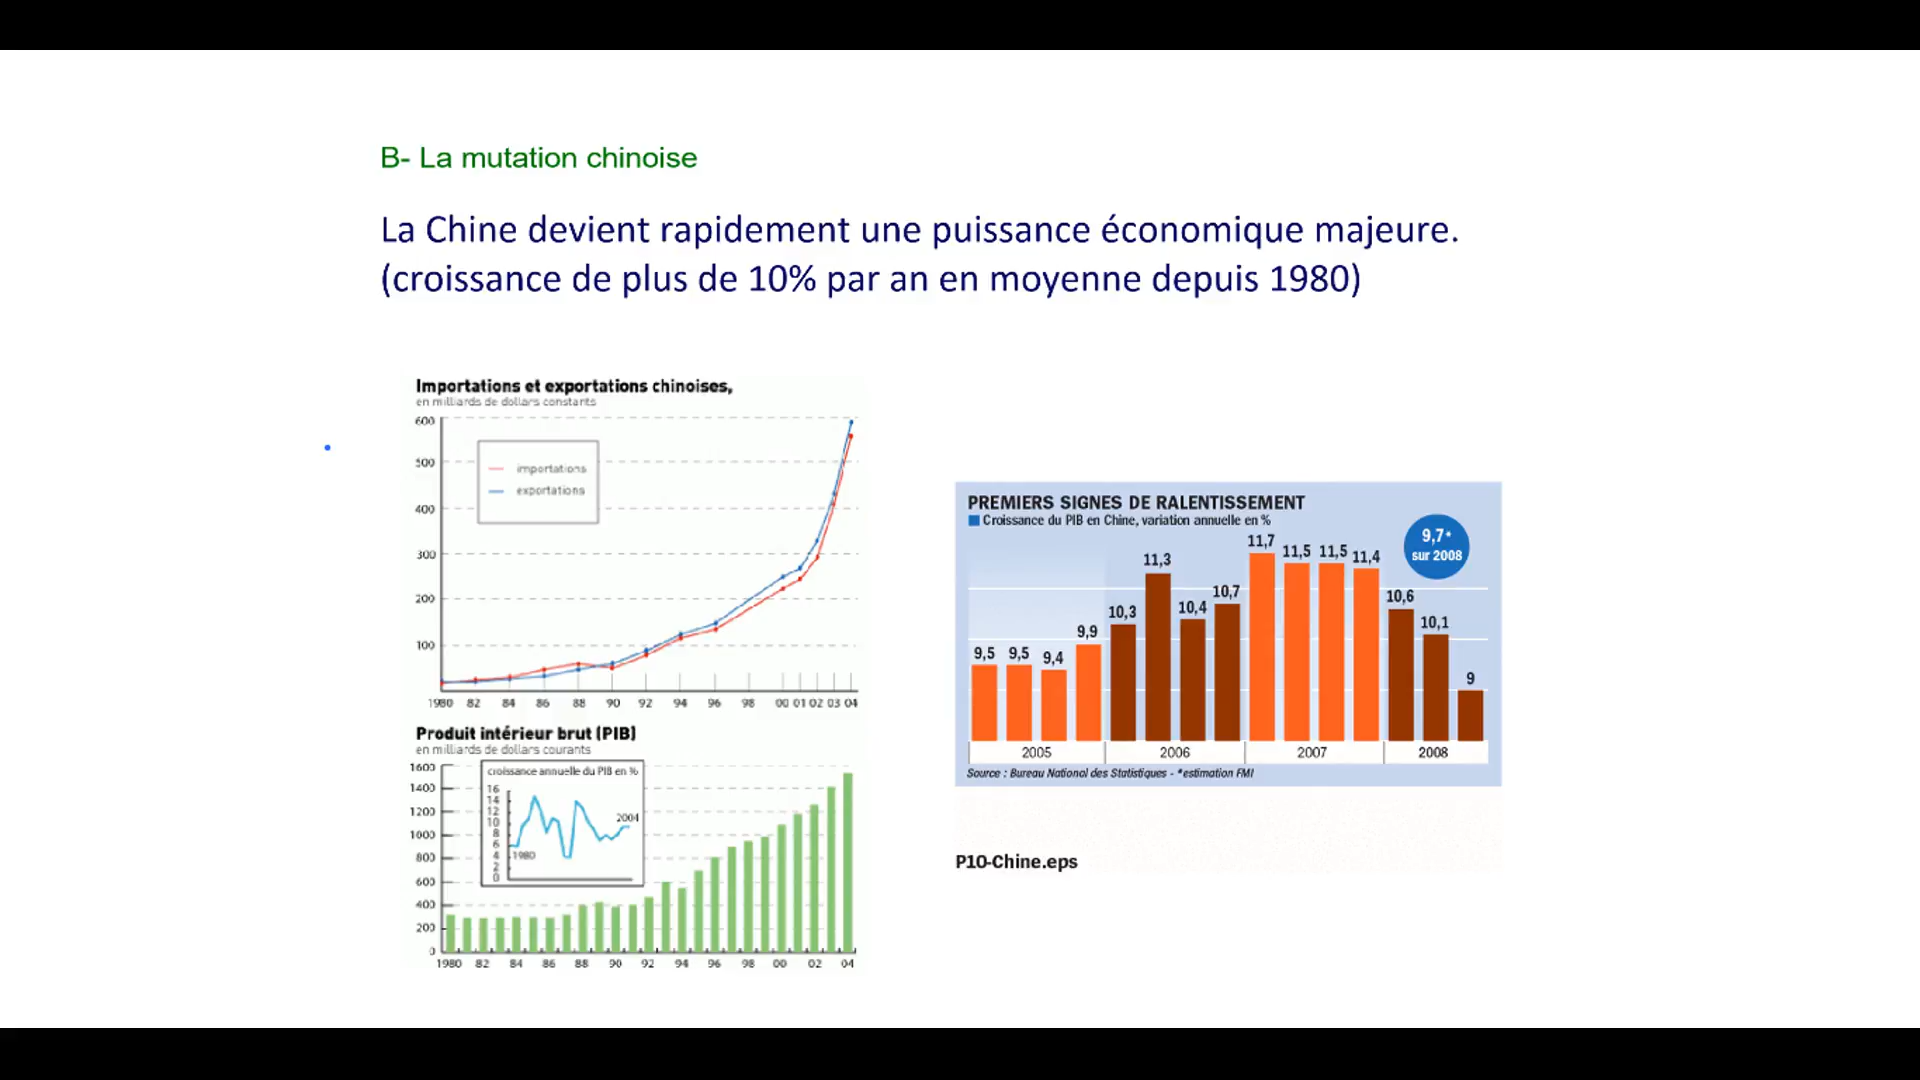 B- La mutation chinoise
La Chine devient rapidement une puissance économique majeure.
(croissance de plus de 10% par an en moyenne depuis 1980)
Importations et exportations chinoises,
en milliards de dollars constants
600
500
400
300
200
100
importations
exportations
1980 82 84 86 88 90 92 94 96 98 00 01 02 03 04
Produit intérieur brut (PIB)
en milliards de dollars courants
1600
1400
1200
1000
800
600
400
200
0
croissance annuelle du PIB en %
16
14
12
10
8
6
4
2
0
1980
2004
1980 82 84 86 88 90 92 94 96 98 00 02 04
PREMIERS SIGNES DE RALENTISSEMENT
Croissance du PIB en Chine, variation annuelle en %
9,7*
sur 2008
9,5 9,5 9,4 9,9 10,3 11,3 10,4 10,7 11,7 11,5 11,5 11,4 10,6 10,1 9
2005 2006 2007 2008
Source : Bureau National des Statistiques - *estimation FMI
P10-Chine.eps